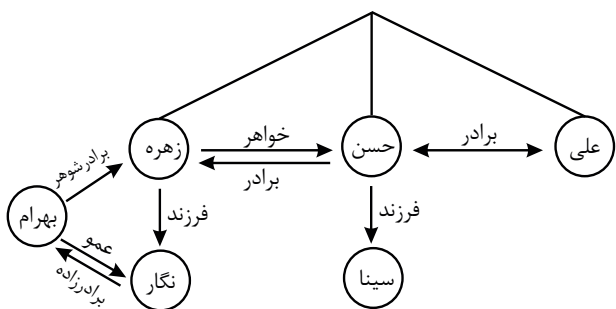 علی
برادر
حسن
خواهر
برادر
زهره
برادرشوهر
بهرام
فرزند
فرزند
عمو
برادرزاده
نگار
سینا